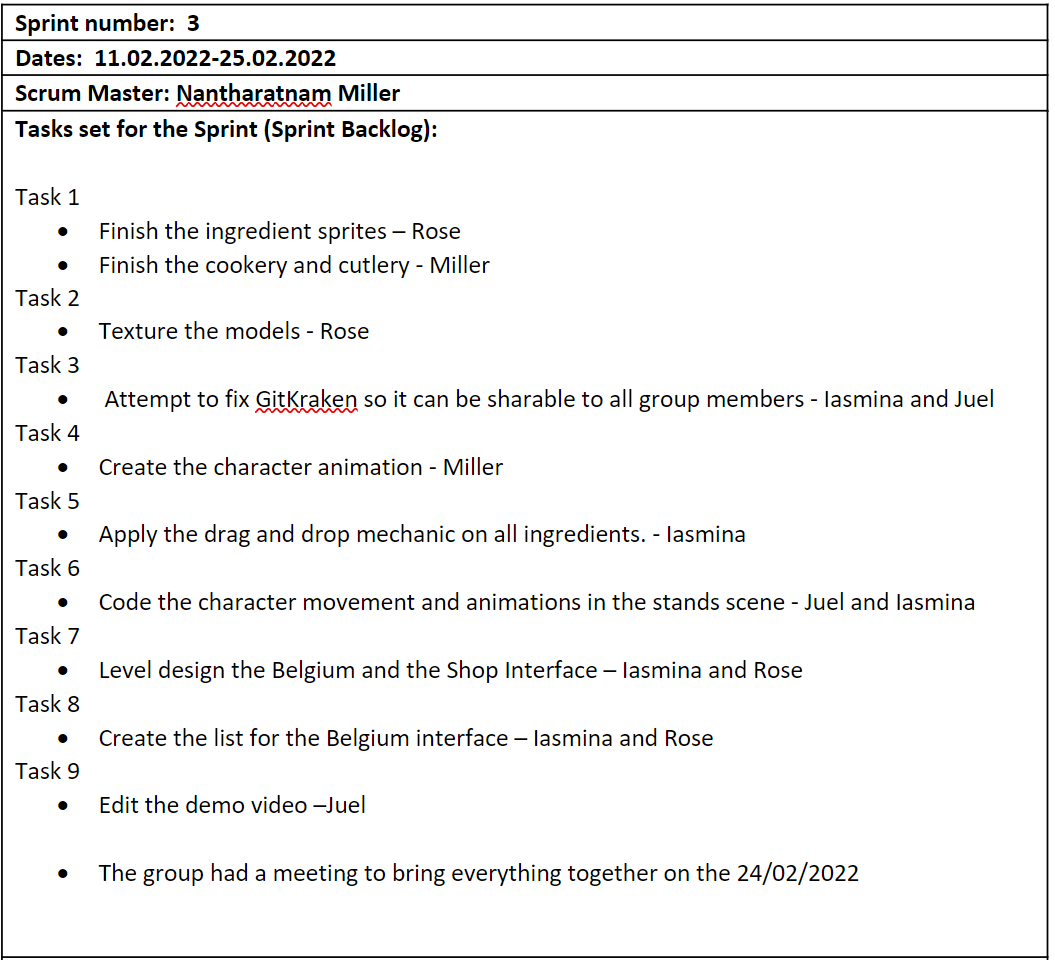 Sprint number:  3
Dates:  11.02.2022-25.02.2022
Scrum Master: Nantharatnam Miller
Tasks set for the Sprint (Sprint Backlog):
Task 1
• Finish the ingredient sprites – Rose
• Finish the cookery and cutlery - Miller
Task 2
• Texture the models - Rose
Task 3
• Attempt to fix GitKraken so it can be sharable to all group members - Iasmina and Juel
Task 4
• Create the character animation - Miller
Task 5
• Apply the drag and drop mechanic on all ingredients. - Iasmina
Task 6
• Code the character movement and animations in the stands scene - Juel and Iasmina
Task 7
• Level design the Belgium and the Shop Interface – Iasmina and Rose
Task 8
• Create the list for the Belgium interface – Iasmina and Rose
Task 9
• Edit the demo video –Juel
• The group had a meeting to bring everything together on the 24/02/2022